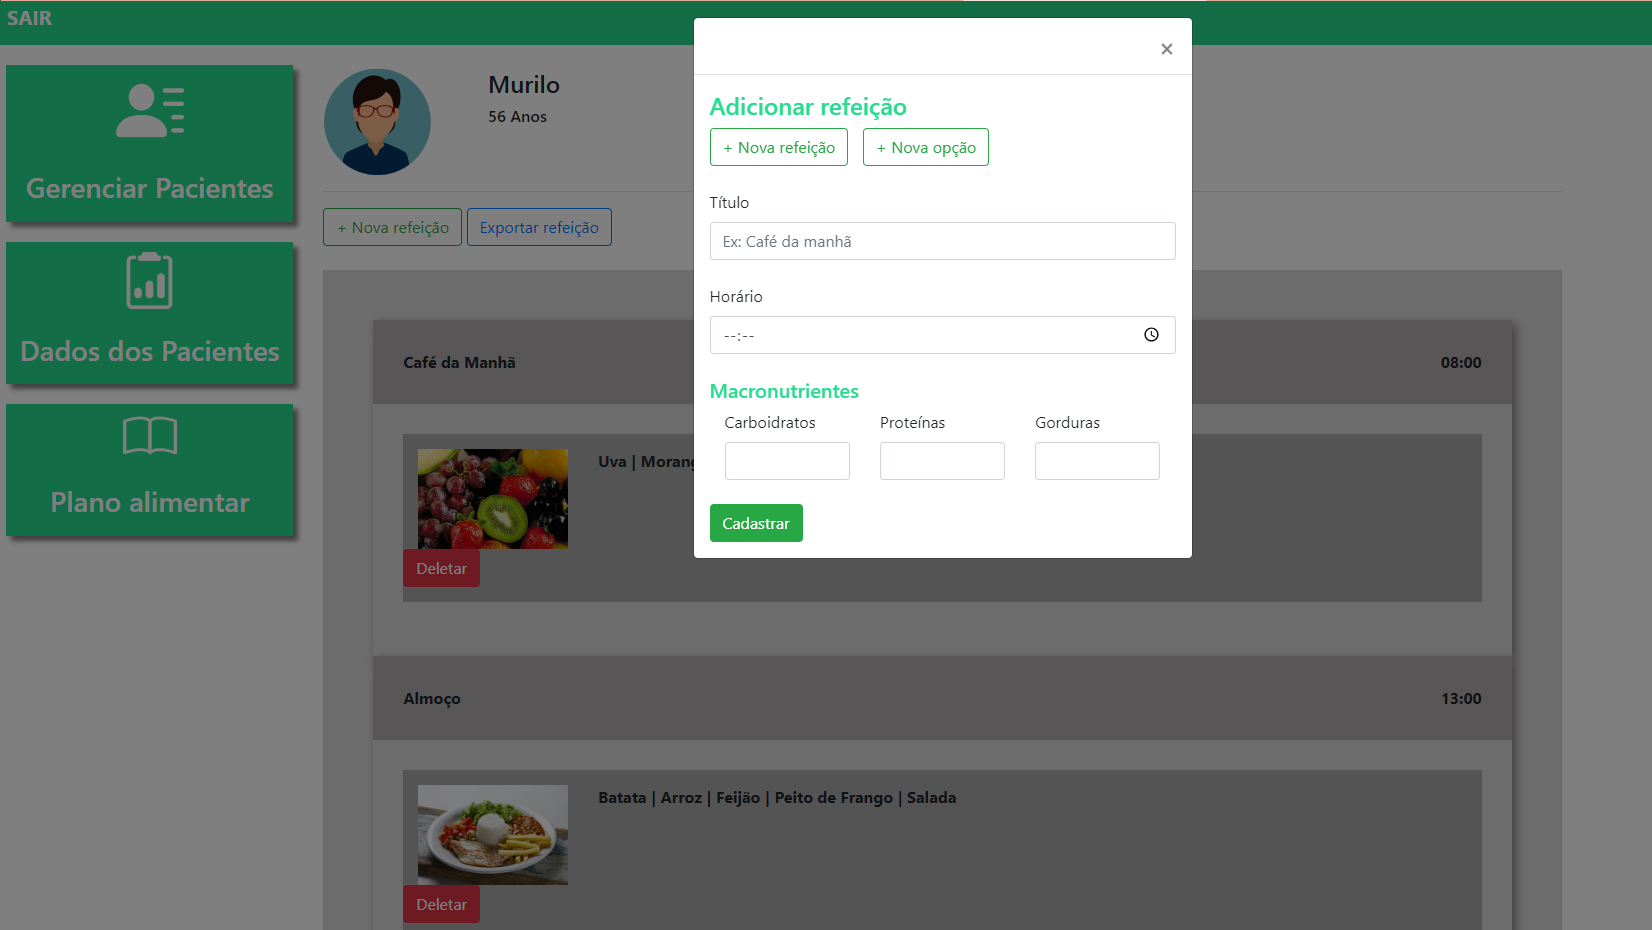 SAIR
×
Gerenciar Pacientes
Dados dos Pacientes
Plano alimentar
Murilo
56 Anos
+ Nova refeição
Exportar refeição
Adicionar refeição
+ Nova refeição
+ Nova opção
Título
Ex: Café da manhã
Horário
--:--
Macronutrientes
Carboidratos
Proteínas
Gorduras
Cadastrar
Café da Manhã
08:00
Uva |
Deletar
Almoço
13:00
Batata | Arroz | Feijão | Peito de Frango | Salada
Deletar